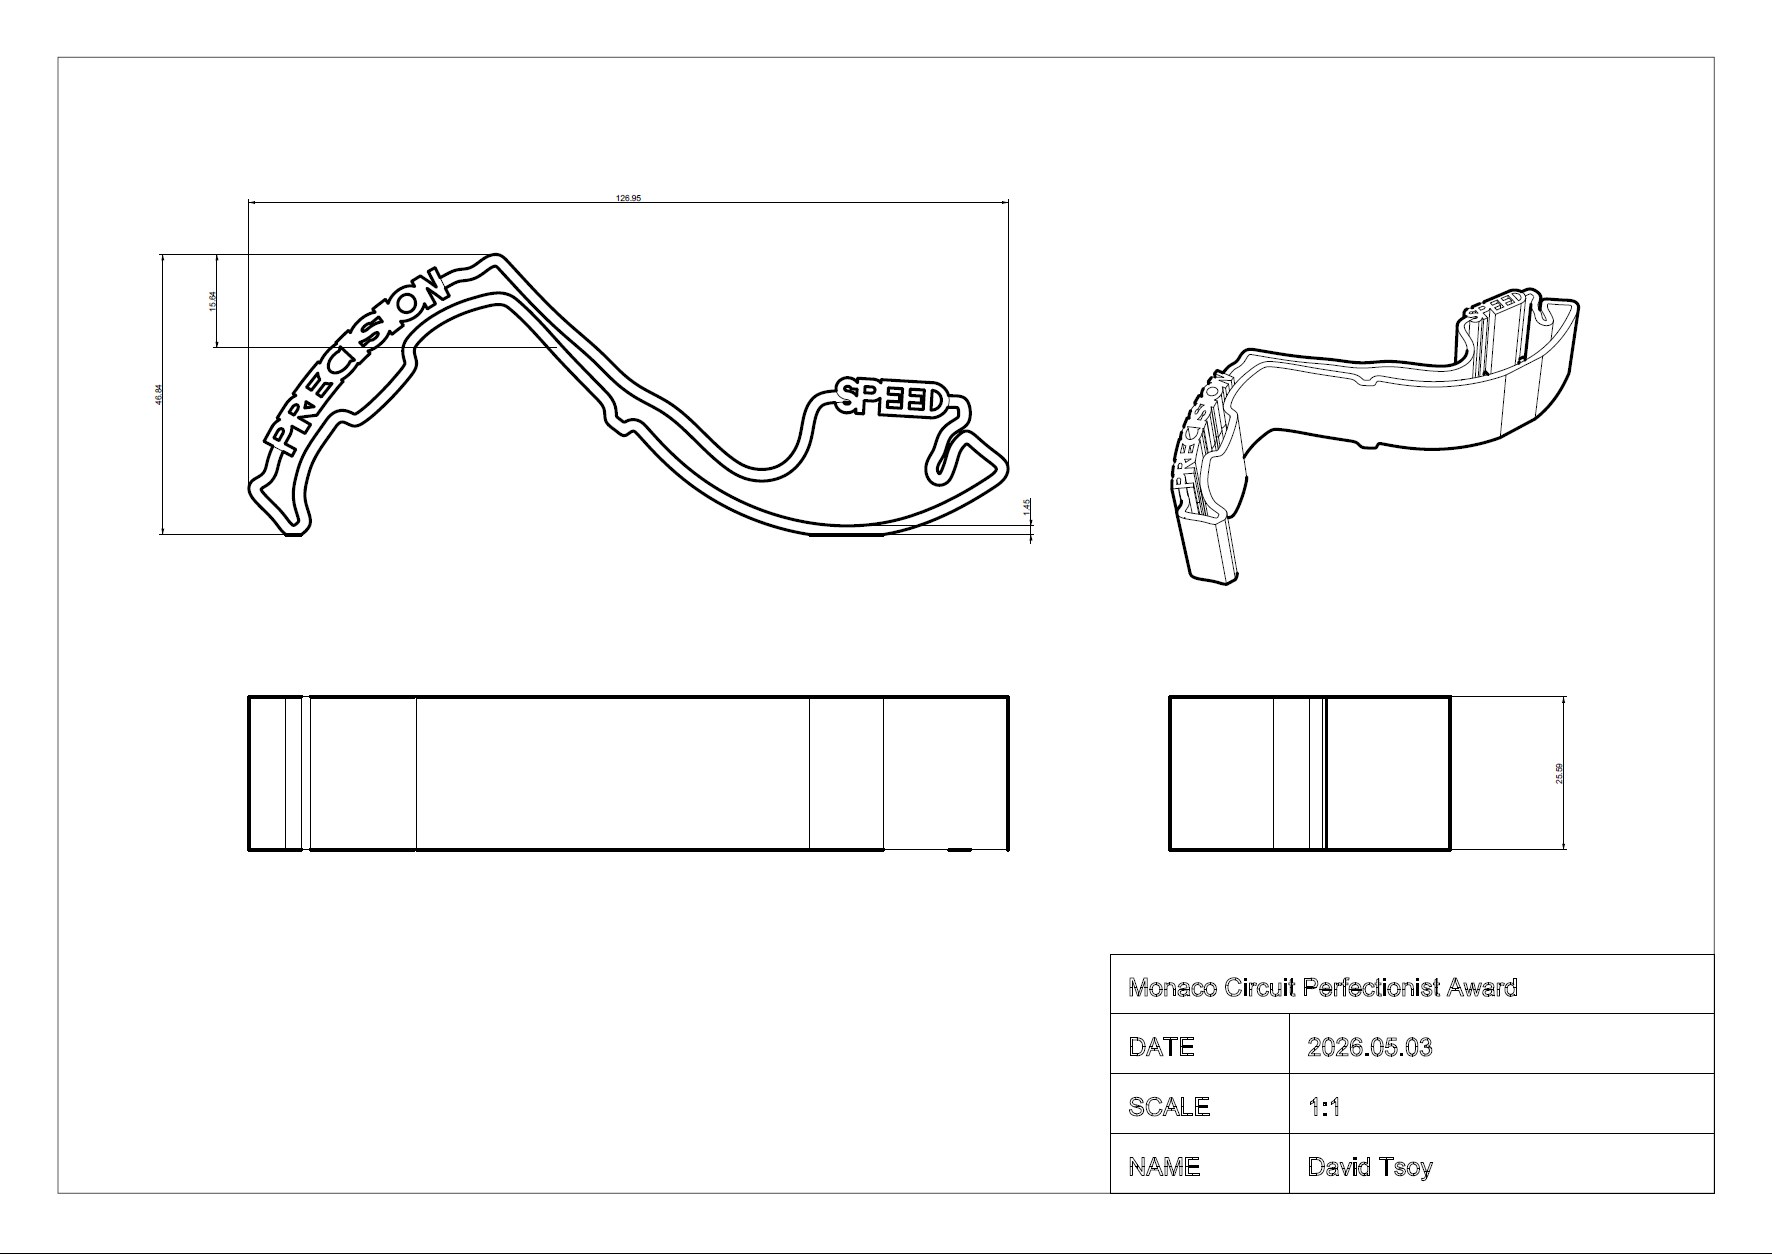 126.95
15.64
46.84
PRECISION
SPEED
1.45
SPEED
PRECISION
25.59
Monaco Circuit Perfectionist Award
DATE 2026.05.03
SCALE 1:1
NAME David Tsoy